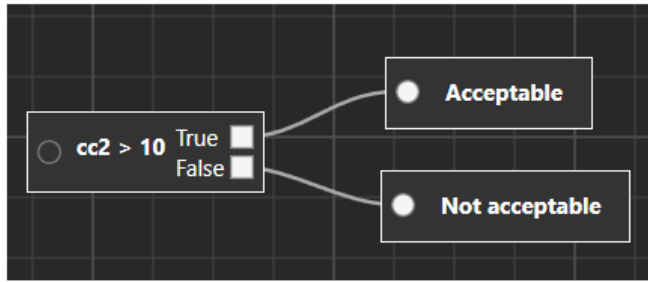 cc2 > 10
True
False
Acceptable
Not acceptable